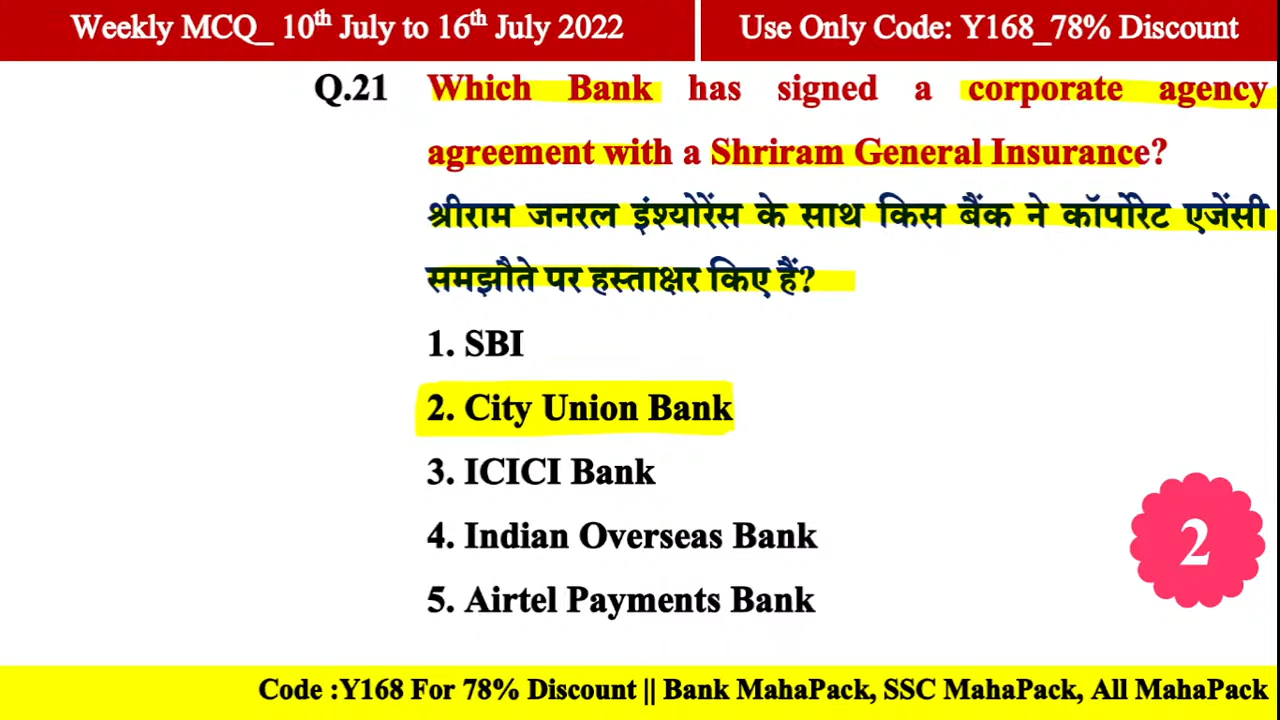 Weekly MCQ_ 10th July to 16th July 2022
Use Only Code: Y168_78% Discount
Q.21 Which Bank has signed a corporate agency
agreement with a Shriram General Insurance?
श्रीराम जनरल इंश्योरेंस के साथ किस बैंक ने कॉर्पोरेट एजेंसी
समझौते पर हस्ताक्षर किए हैं?
1. SBI
2. City Union Bank
3. ICICI Bank
4. Indian Overseas Bank
2
5. Airtel Payments Bank
Code :Y168 For 78% Discount || Bank MahaPack, SSC MahaPack, All MahaPack